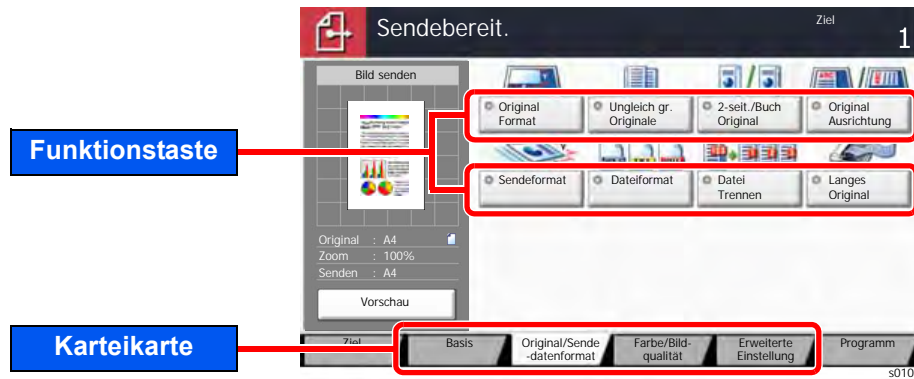 Sendebereit.
Ziel
1
Bild senden
Original
Format
Ungleich gr.
Originale
2-seit./Buch
Original
Original
Ausrichtung
Funktionstaste
Sendeformat
Dateiformat
Datei
Trennen
Langes
Original
Original : A4
Zoom : 100%
Senden : A4
Vorschau
Karteikarte
Ziel
Basis
Original/Sende
-datenformat
Farbe/Bild-
qualität
Erweiterte
Einstellung
Programm
s010